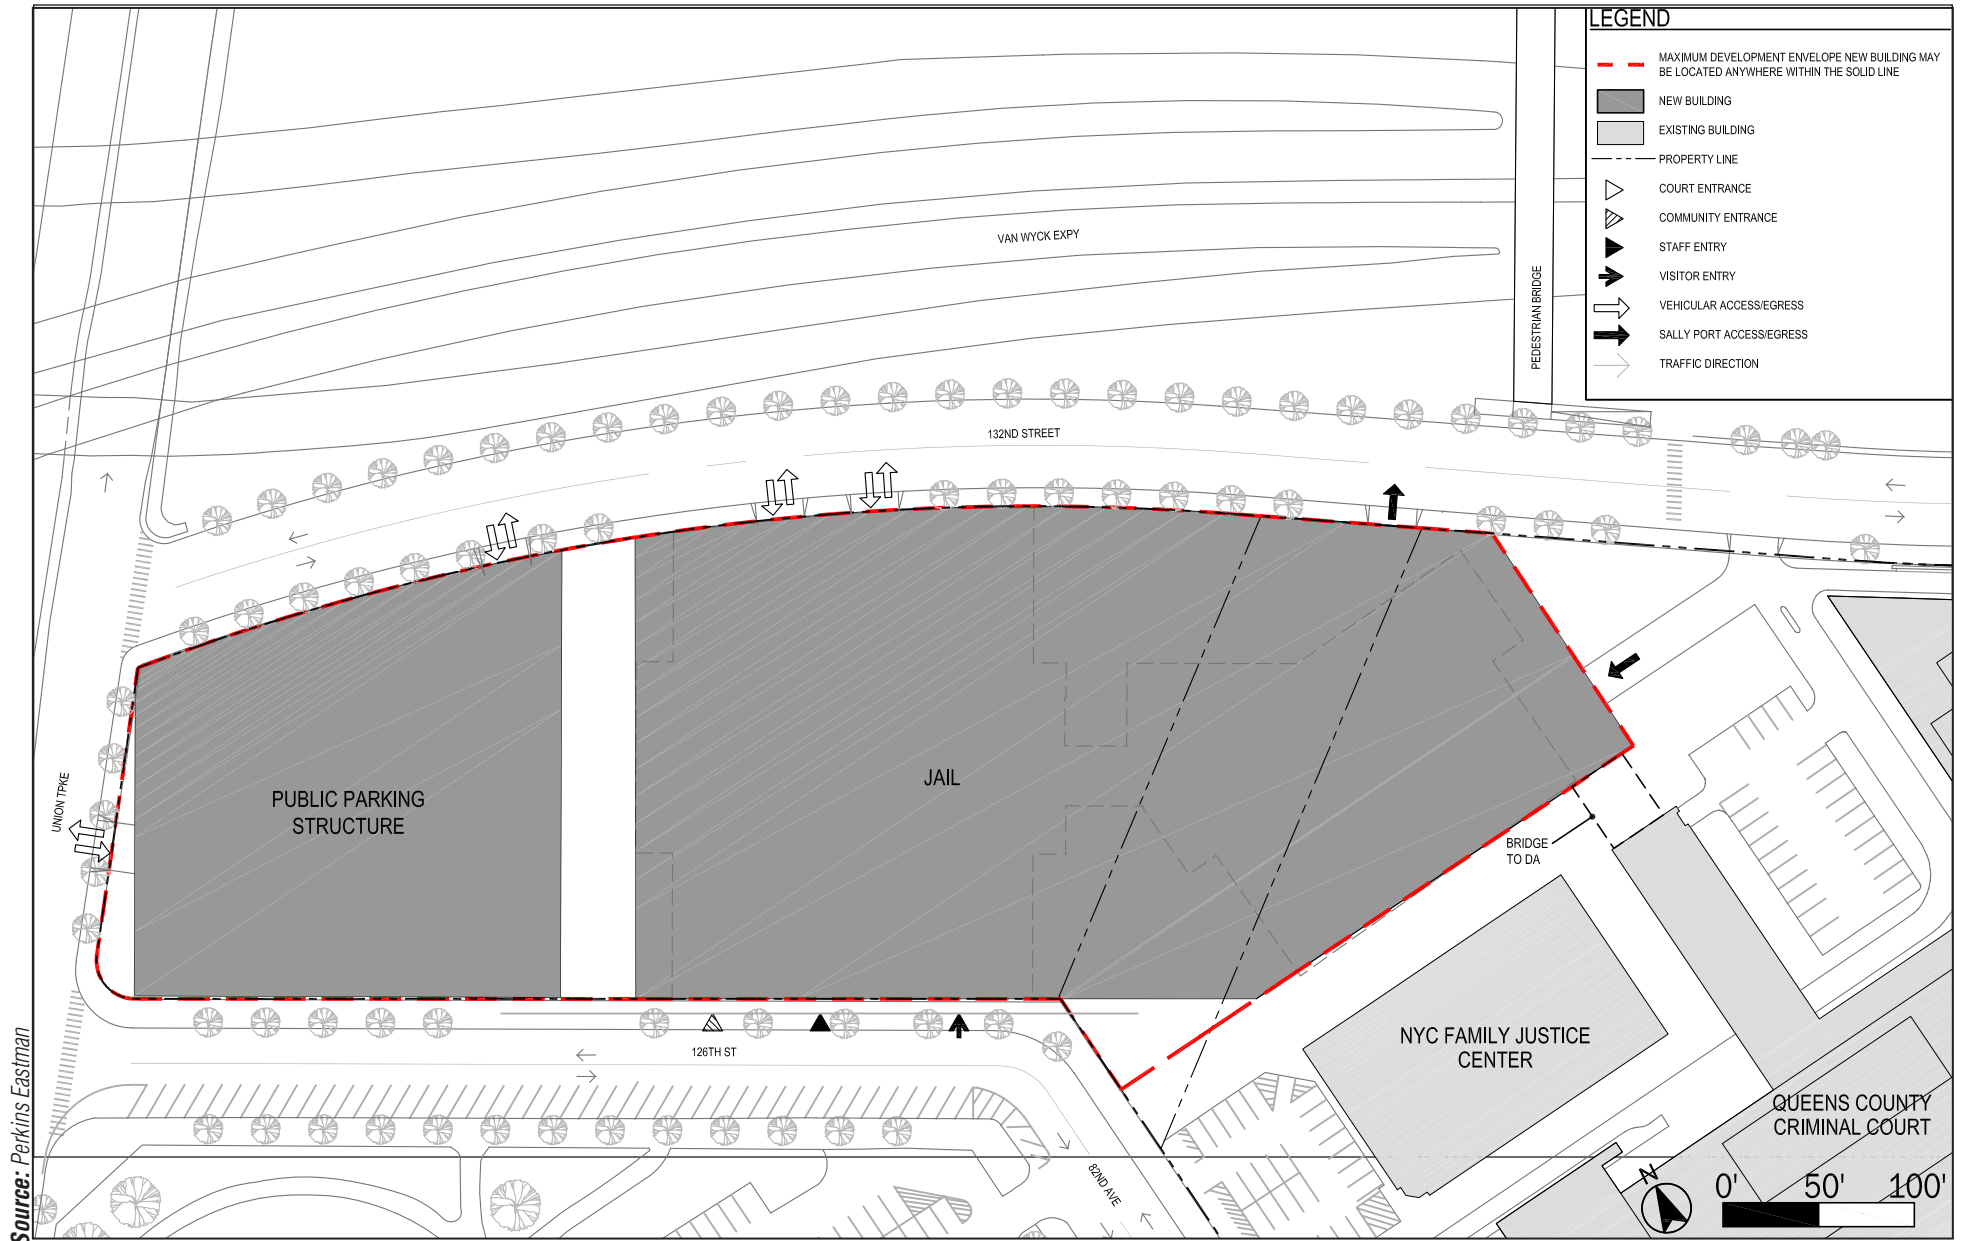 LEGEND
MAXIMUM DEVELOPMENT ENVELOPE NEW BUILDING MAY
BE LOCATED ANYWHERE WITHIN THE SOLID LINE
NEW BUILDING
EXISTING BUILDING
PROPERTY LINE
COURT ENTRANCE
COMMUNITY ENTRANCE
STAFF ENTRY
VISITOR ENTRY
VEHICULAR ACCESS/EGRESS
SALLY PORT ACCESS/EGRESS
TRAFFIC DIRECTION
VAN WYCK EXPY
PEDESTRIAN BRIDGE
132ND STREET
UNION TPKE
PUBLIC PARKING
STRUCTURE
JAIL
BRIDGE
TO DA
NYC FAMILY JUSTICE
CENTER
126TH ST
82ND AVE
QUEENS COUNTY
CRIMINAL COURT
N
0' 50' 100'
Source: Perkins Eastman